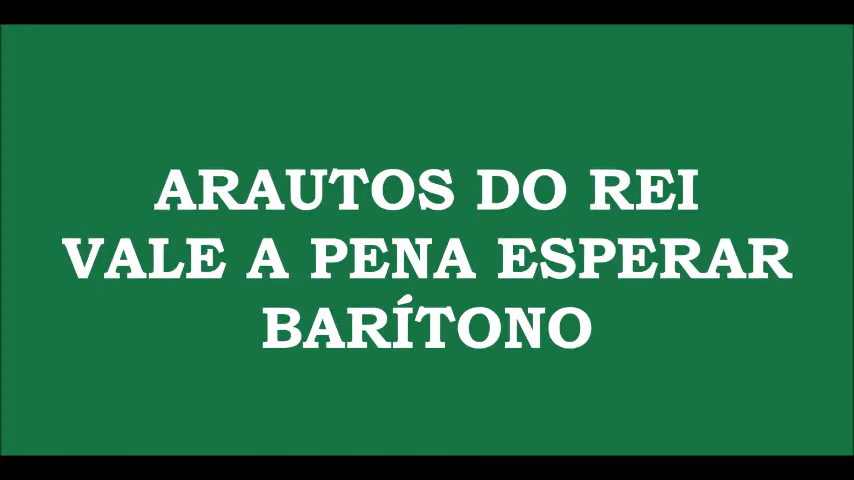 ARAUTOS DO REI
VALE A PENA ESPERAR
BARÍTONO